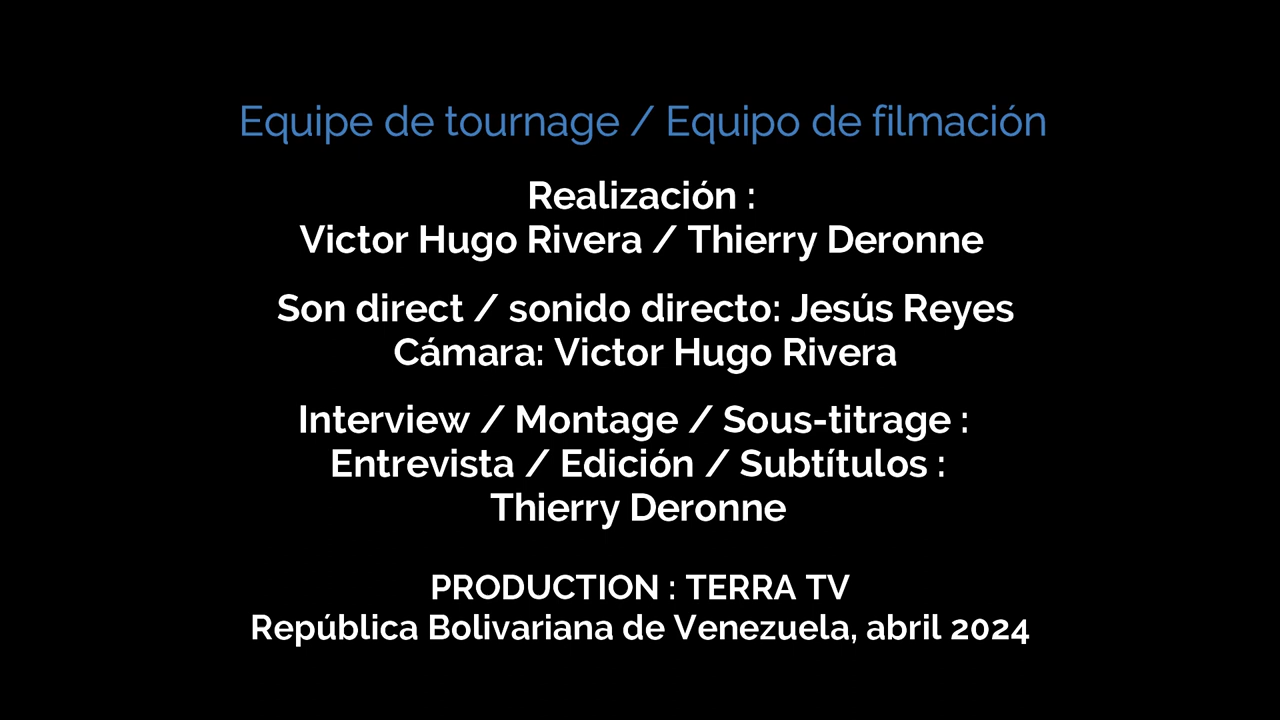 Equipe de tournage / Equipo de filmación
Realización :
Victor Hugo Rivera / Thierry Deronne
Son direct / sonido directo: Jesús Reyes
Cámara: Victor Hugo Rivera
Interview / Montage / Sous-titrage :
Entrevista / Edición / Subtítulos :
Thierry Deronne
PRODUCTION : TERRA TV
República Bolivariana de Venezuela, abril 2024